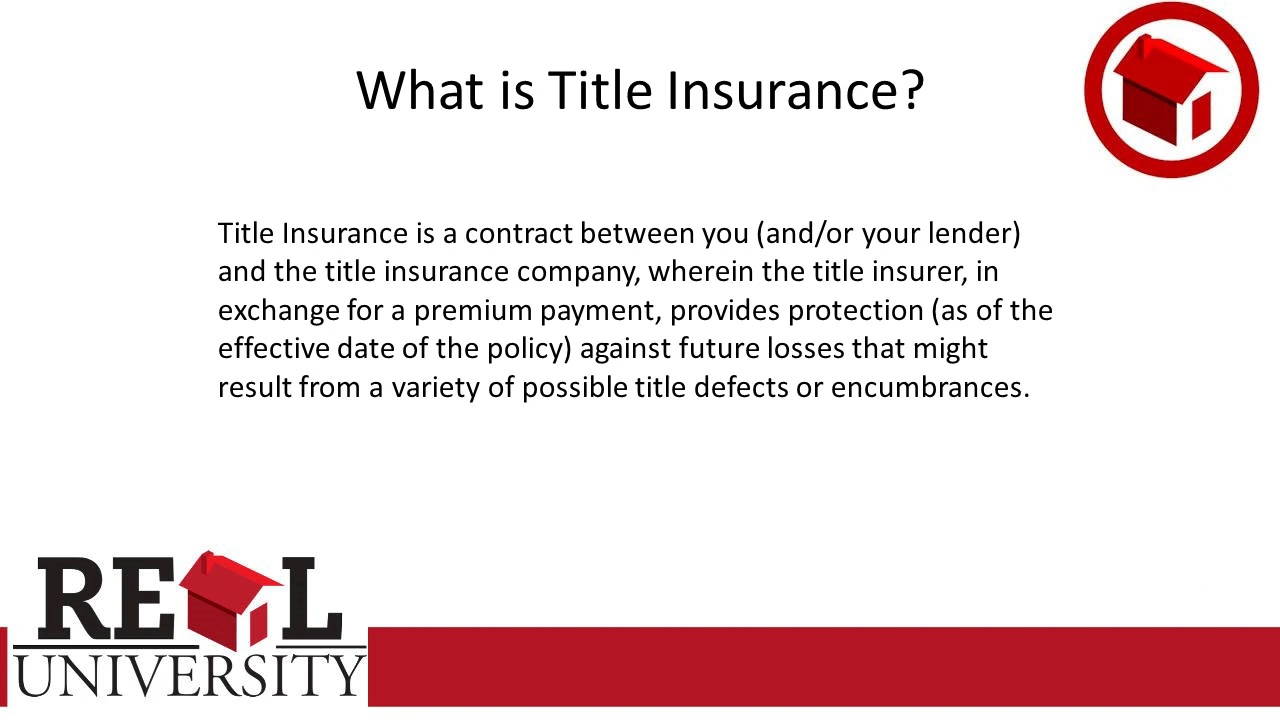 What is Title Insurance?
Title Insurance is a contract between you (and/or your lender)
and the title insurance company, wherein the title insurer, in
exchange for a premium payment, provides protection (as of the
effective date of the policy) against future losses that might
result from a variety of possible title defects or encumbrances.
REAL
UNIVERSITY